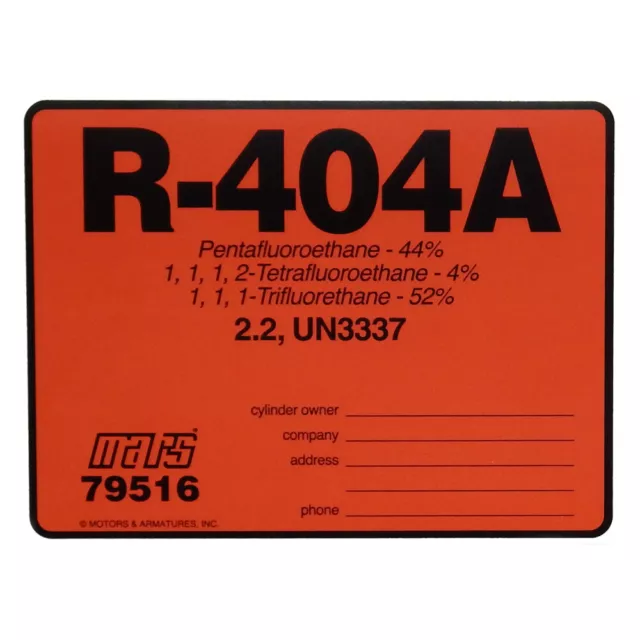 R-404A
Pentafluoroethane - 44%
1, 1, 1, 2-Tetrafluoroethane - 4%
1, 1, 1-Trifluorethane - 52%
2.2, UN3337
cylinder owner
company
address
phone
mars®
79516
© MOTORS & ARMATURES, INC.